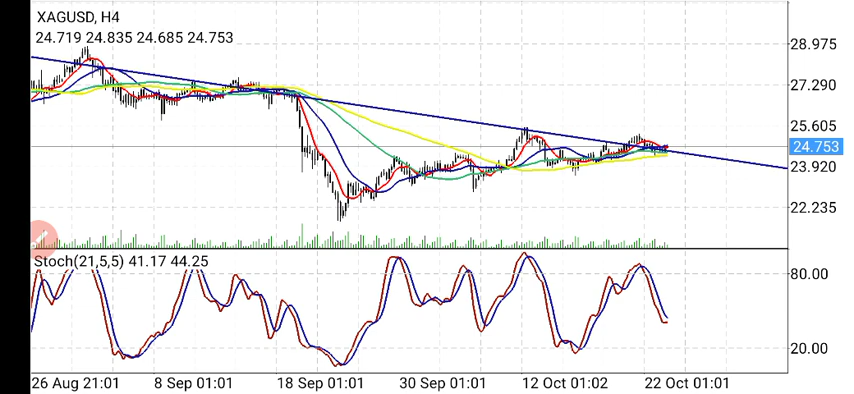 XAGUSD, H4
24.719 24.835 24.685 24.753
28.975
27.290
25.605
24.753
23.920
22.235
Stoch(21,5,5) 41.17 44.25
80.00
20.00
26 Aug 21:01 8 Sep 01:01 18 Sep 01:01 30 Sep 01:01 12 Oct 01:02 22 Oct 01:01